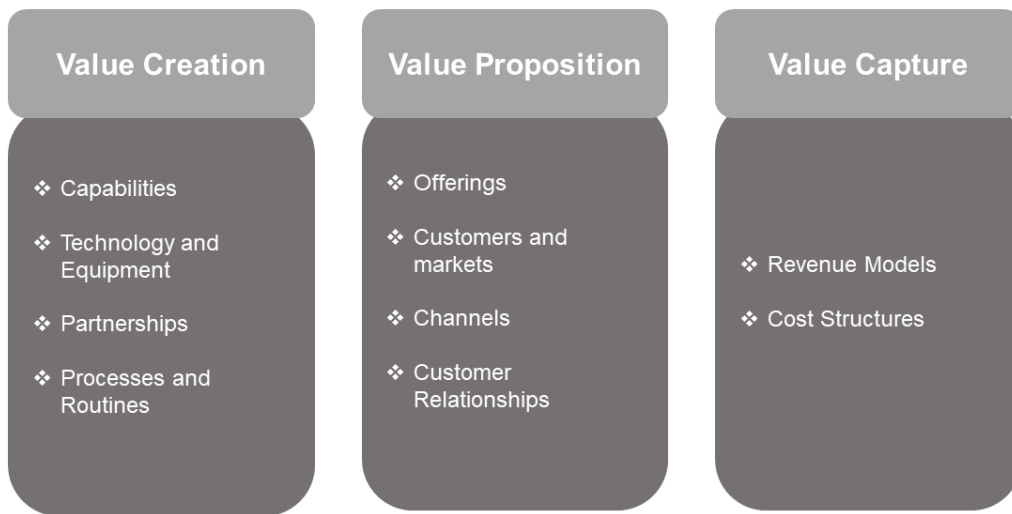 Value Creation
❖ Capabilities
❖ Technology and
Equipment
❖ Partnerships
❖ Processes and
Routines
Value Proposition
❖ Offerings
❖ Customers and
markets
❖ Channels
❖ Customer
Relationships
Value Capture
❖ Revenue Models
❖ Cost Structures